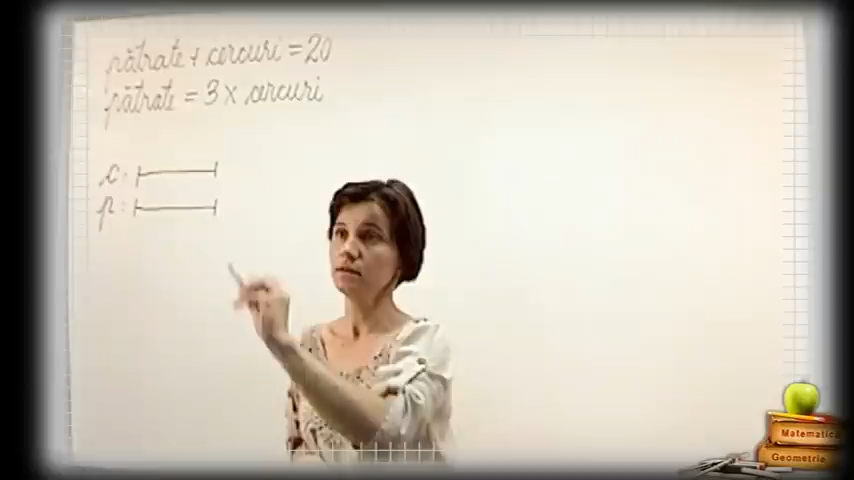 pătrate + cercuri = 20
pătrate = 3 x cercuri
c:
p:
Matematica
Geometrie